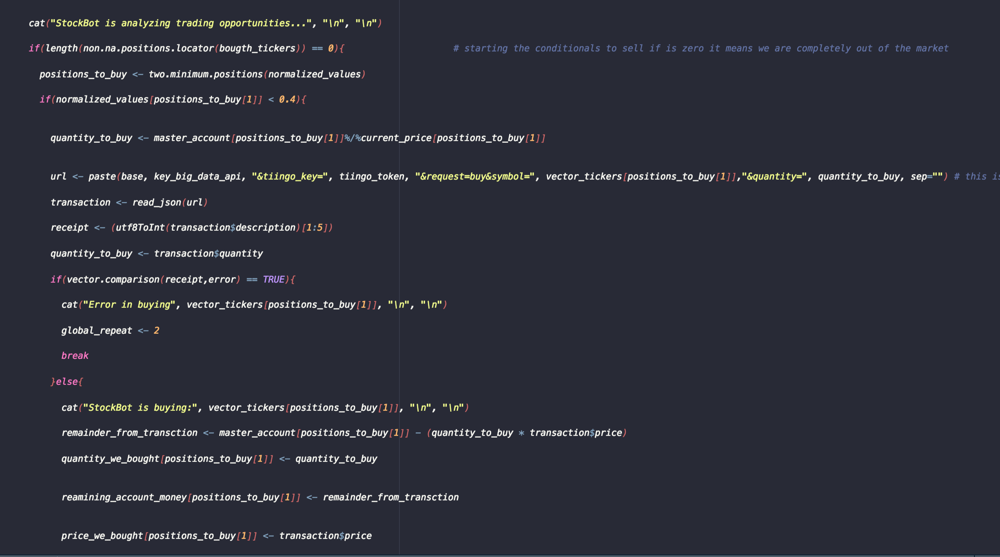 cat("StockBot is analyzing trading opportunities...", "\n", "\n")
if(length(non.na.positions.locator(bougth_tickers)) == 0){ # starting the conditionals to sell if is zero it means we are completely out of the market
positions_to_buy <- two.minimum.positions(normalized_values)
if(normalized_values[positions_to_buy[1]] < 0.4){
quantity_to_buy <- master_account[positions_to_buy[1]]%/%current_price[positions_to_buy[1]]
url <- paste(base, key_big_data_api, "&tiingo_key=", tiingo_token, "&request=buy&symbol=", vector_tickers[positions_to_buy[1]],"&quantity=", quantity_to_buy, sep="") # this is
transaction <- read_json(url)
receipt <- (utf8ToInt(transaction$description)[1:5])
quantity_to_buy <- transaction$quantity
if(vector.comparison(receipt,error) == TRUE){
cat("Error in buying", vector_tickers[positions_to_buy[1]], "\n", "\n")
global_repeat <- 2
break
}else{
cat("StockBot is buying:", vector_tickers[positions_to_buy[1]], "\n", "\n")
remainder_from_transction <- master_account[positions_to_buy[1]] - (quantity_to_buy * transaction$price)
quantity_we_bought[positions_to_buy[1]] <- quantity_to_buy
reamining_account_money[positions_to_buy[1]] <- remainder_from_transction
price_we_bought[positions_to_buy[1]] <- transaction$price